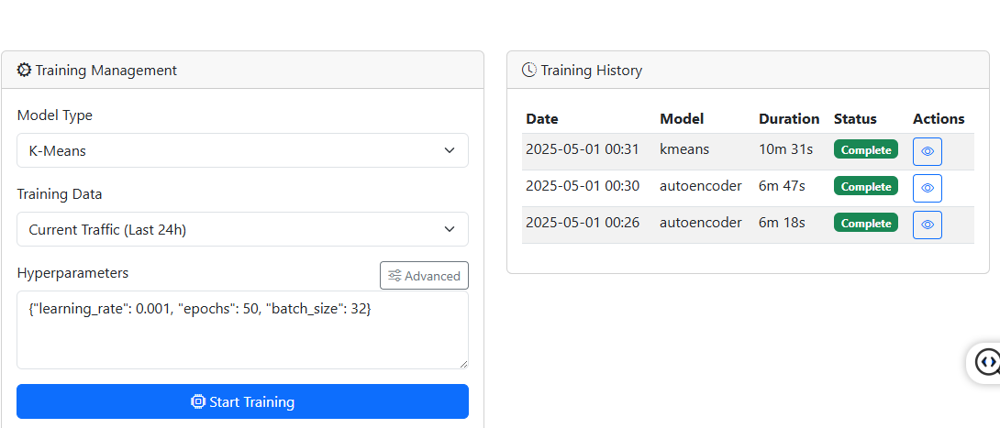 Training Management
Model Type
K-Means
Training Data
Current Traffic (Last 24h)
Hyperparameters
Advanced
{"learning_rate": 0.001, "epochs": 50, "batch_size": 32}
Start Training
Training History
Date Model Duration Status Actions
2025-05-01 00:31 kmeans 10m 31s Complete
2025-05-01 00:30 autoencoder 6m 47s Complete
2025-05-01 00:26 autoencoder 6m 18s Complete